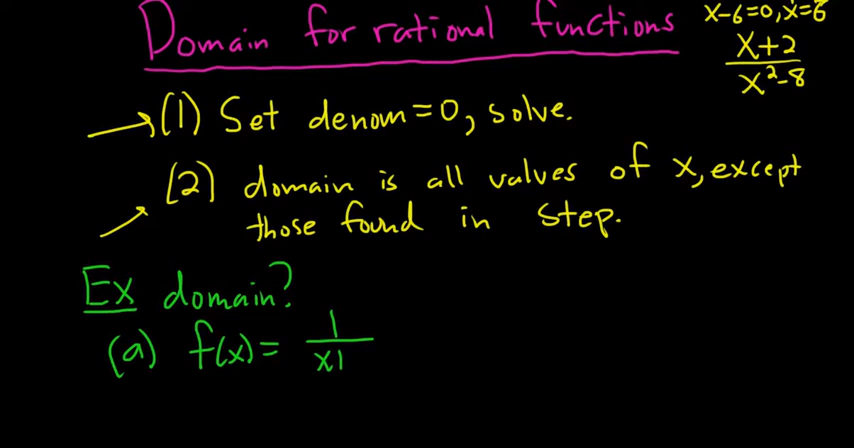 Domain for rational functions
x-6=0, x=6
x+2
x²-8
(1) Set denom=0, solve.
(2) domain is all values of x, except
those found in step.
Ex domain?
(a) f(x) = 1
x1